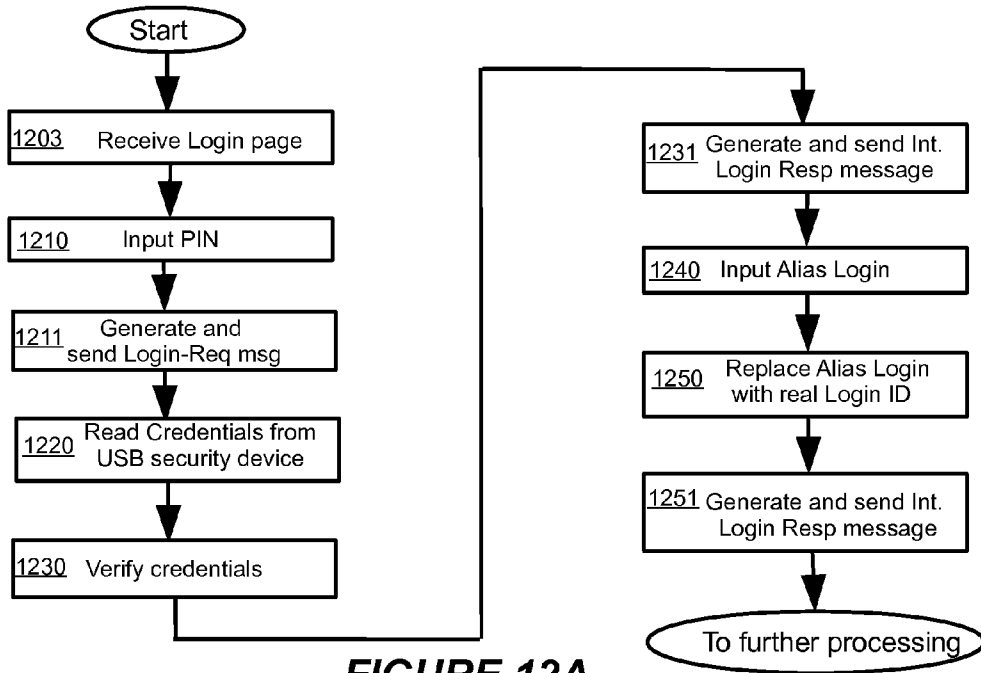 Start
1203 Receive Login page
1210 Input PIN
1211 Generate and
send Login-Req msg
1220 Read Credentials from
USB security device
1230 Verify credentials
1231 Generate and send Int.
Login Resp message
1240 Input Alias Login
1250 Replace Alias Login
with real Login ID
1251 Generate and send Int.
Login Resp message
To further processing
FIGURE 12A